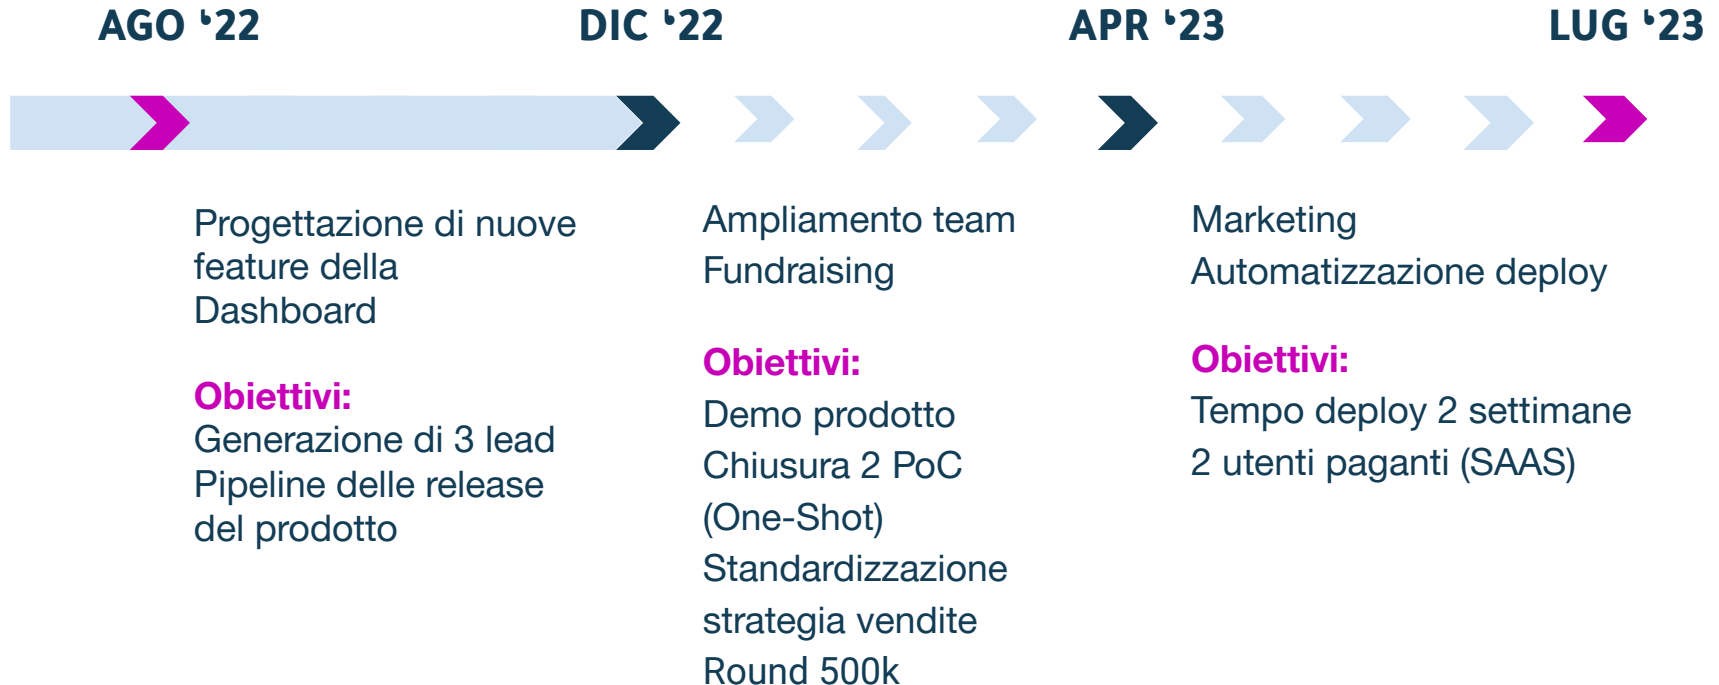 AGO ‘22
DIC ‘22
APR ‘23
LUG ‘23
Progettazione di nuove
feature della
Dashboard
Obiettivi:
Generazione di 3 lead
Pipeline delle release
del prodotto
Ampliamento team
Fundraising
Obiettivi:
Demo prodotto
Chiusura 2 PoC
(One-Shot)
Standardizzazione
strategia vendite
Round 500k
Marketing
Automatizzazione deploy
Obiettivi:
Tempo deploy 2 settimane
2 utenti paganti (SAAS)